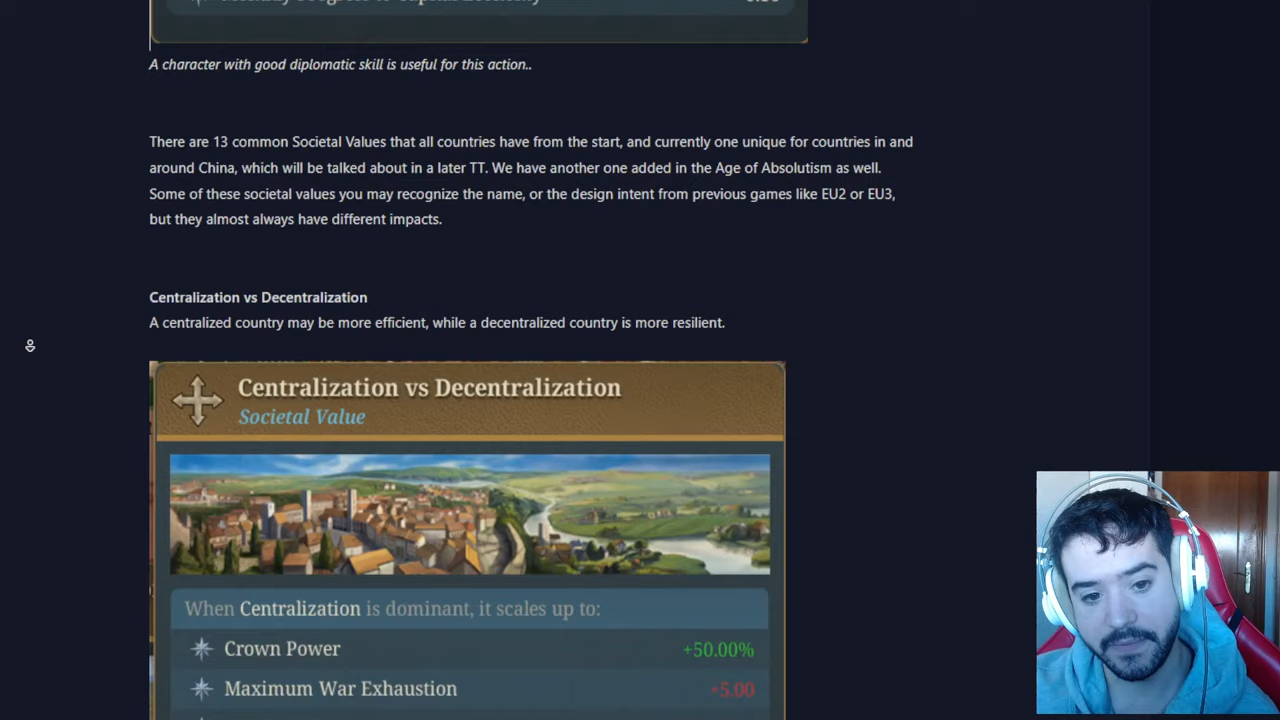 A character with good diplomatic skill is useful for this action..
There are 13 common Societal Values that all countries have from the start, and currently one unique for countries in and
around China, which will be talked about in a later TT. We have another one added in the Age of Absolutism as well.
Some of these societal values you may recognize the name, or the design intent from previous games like EU2 or EU3,
but they almost always have different impacts.
Centralization vs Decentralization
A centralized country may be more efficient, while a decentralized country is more resilient.
Centralization vs Decentralization
Societal Value
When Centralization is dominant, it scales up to:
Crown Power +50.00%
Maximum War Exhaustion +5.00